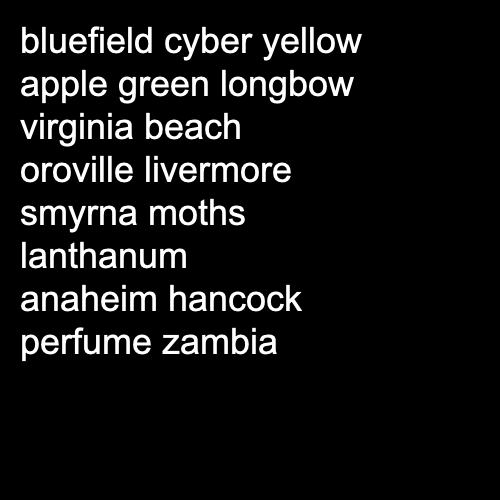 bluefield cyber yellow
apple green longbow
virginia beach
oroville livermore
smyrna moths
lanthanum
anaheim hancock
perfume zambia